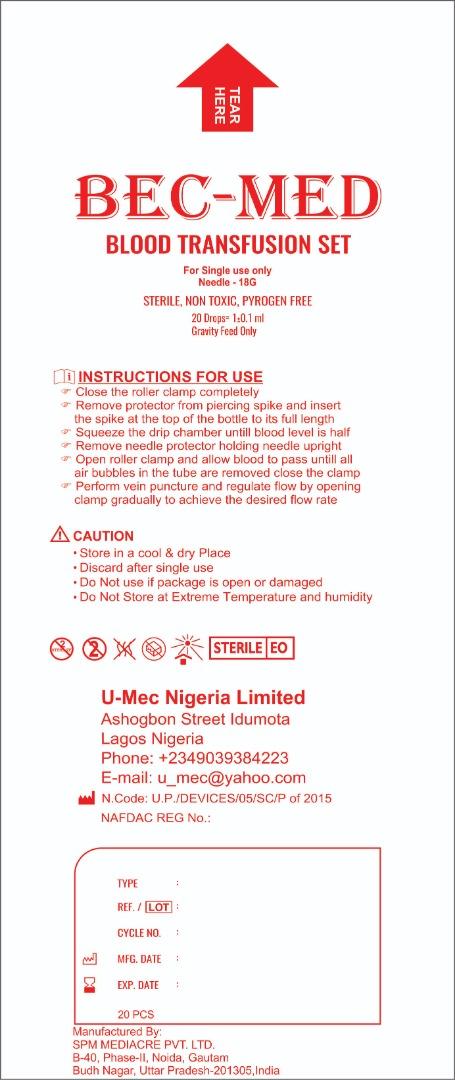 TEAR
HERE
BEC-MED
BLOOD TRANSFUSION SET
For Single use only
Needle - 18G
STERILE, NON TOXIC, PYROGEN FREE
20 Drops= 1±0.1 ml
Gravity Feed Only
INSTRUCTIONS FOR USE
Close the roller clamp completely
Remove protector from piercing spike and insert
the spike at the top of the bottle to its full length
Squeeze the drip chamber untill blood level is half
Remove needle protector holding needle upright
Open roller clamp and allow blood to pass untill all
air bubbles in the tube are removed close the clamp
Perform vein puncture and regulate flow by opening
clamp gradually to achieve the desired flow rate
CAUTION
• Store in a cool & dry Place
• Discard after single use
• Do Not use if package is open or damaged
• Do Not Store at Extreme Temperature and humidity
2 STERILIZE 2 STERILE EO
U-Mec Nigeria Limited
Ashogbon Street Idumota
Lagos Nigeria
Phone: +2349039384223
E-mail: u_mec@yahoo.com
N.Code: U.P./DEVICES/05/SC/P of 2015
NAFDAC REG No.:
TYPE :
REF. / LOT :
CYCLE NO. :
MFG. DATE :
EXP. DATE :
20 PCS
Manufactured By:
SPM MEDIACRE PVT. LTD.
B-40, Phase-II, Noida, Gautam
Budh Nagar, Uttar Pradesh-201305,India